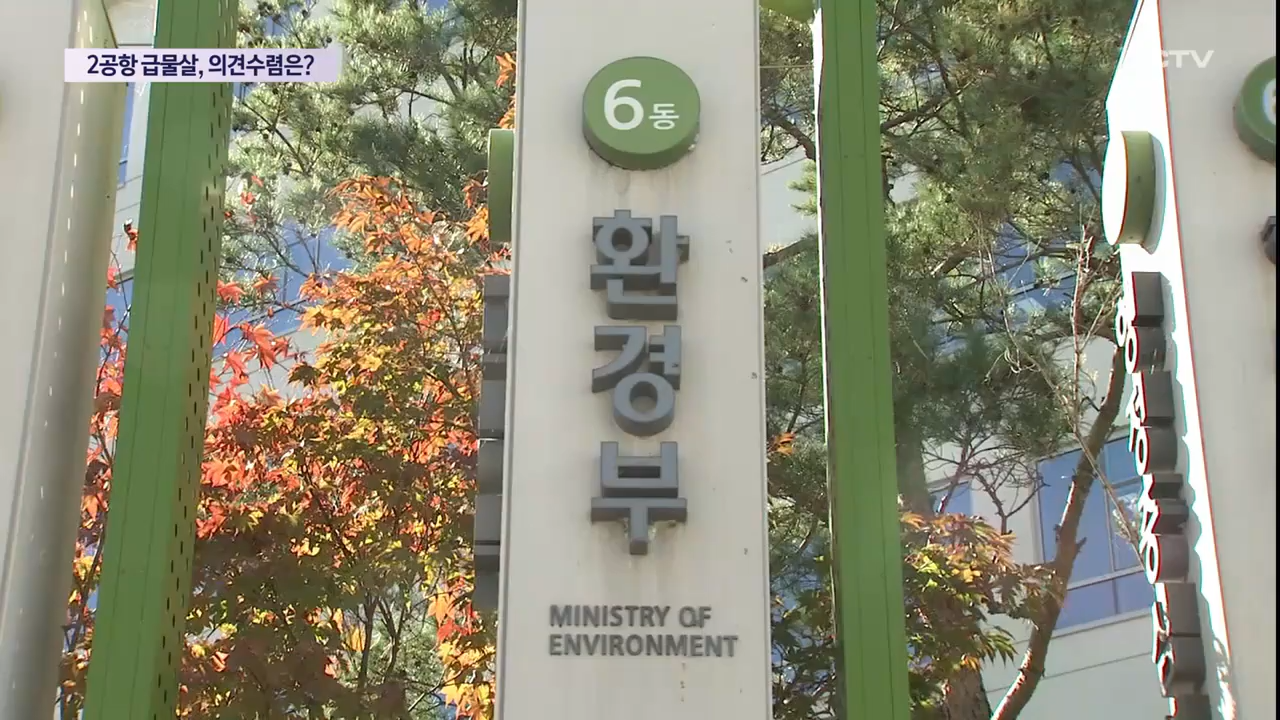 2공항 급물살, 의견수렴은?
CTV
6동
환경부
MINISTRY OF
ENVIRONMENT